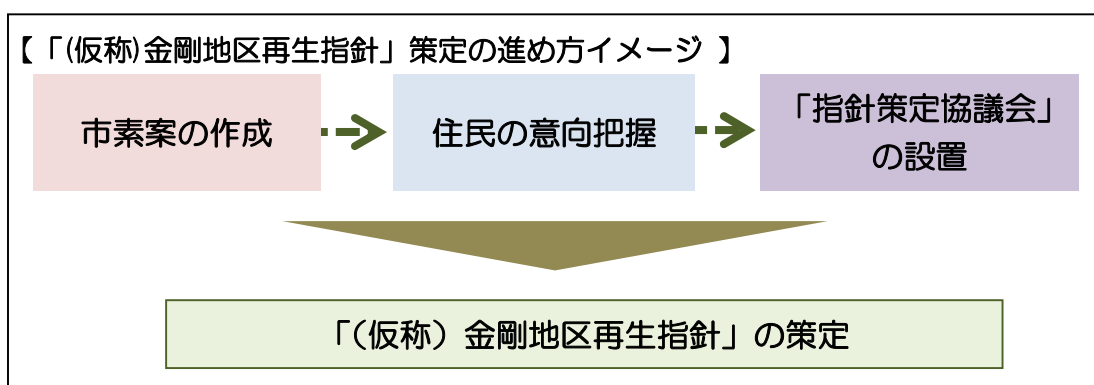 【「(仮称)金剛地区再生指針」策定の進め方イメージ 】
市素案の作成
住民の意向把握
「指針策定協議会」
の設置
「（仮称）金剛地区再生指針」の策定